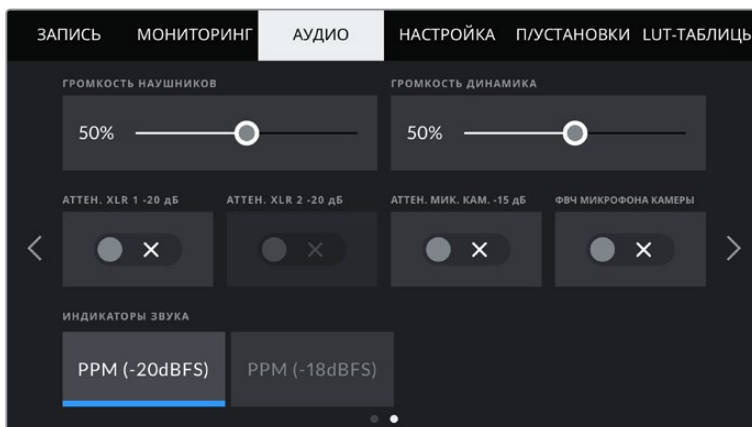 ЗАПИСЬ МОНИТОРИНГ АУДИО НАСТРОЙКА П/УСТАНОВКИ LUT-ТАБЛИЦЫ
ГРОМКОСТЬ НАУШНИКОВ ГРОМКОСТЬ ДИНАМИКА
50% 50%
АТТЕН. XLR 1 -20 дБ АТТЕН. XLR 2 -20 дБ АТТЕН. МИК. КАМ. -15 дБ ФВЧ МИКРОФОНА КАМЕРЫ
ИНДИКАТОРЫ ЗВУКА
PPM (-20dBFS) PPM (-18dBFS)